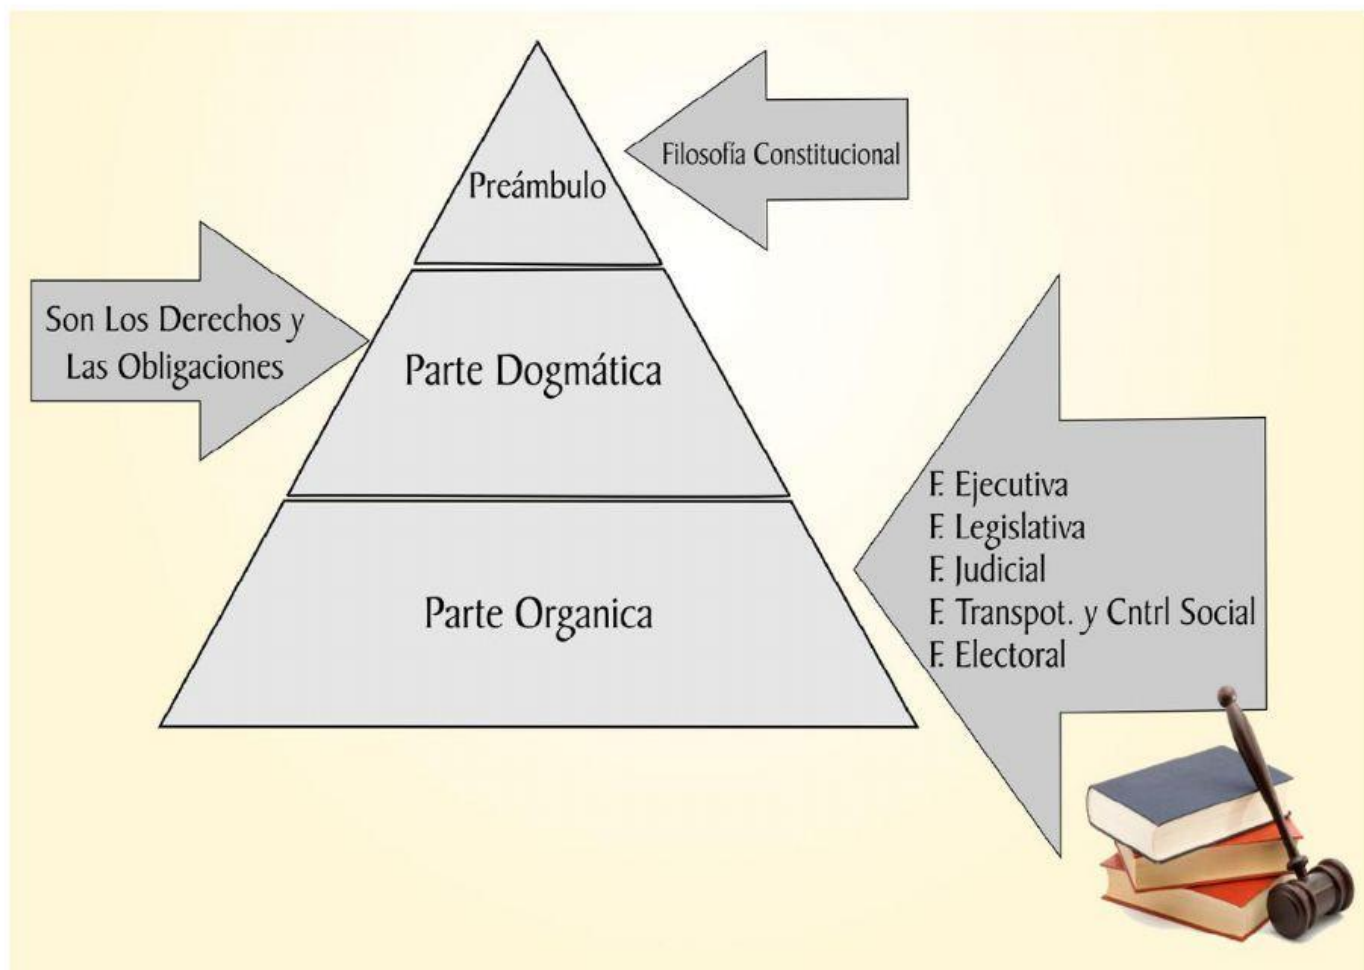 Preámbulo
Filosofía Constitucional
Son Los Derechos y
Las Obligaciones
Parte Dogmática
Parte Organica
F. Ejecutiva
F. Legislativa
F. Judicial
F. Transpot. y Cntrl Social
F. Electoral